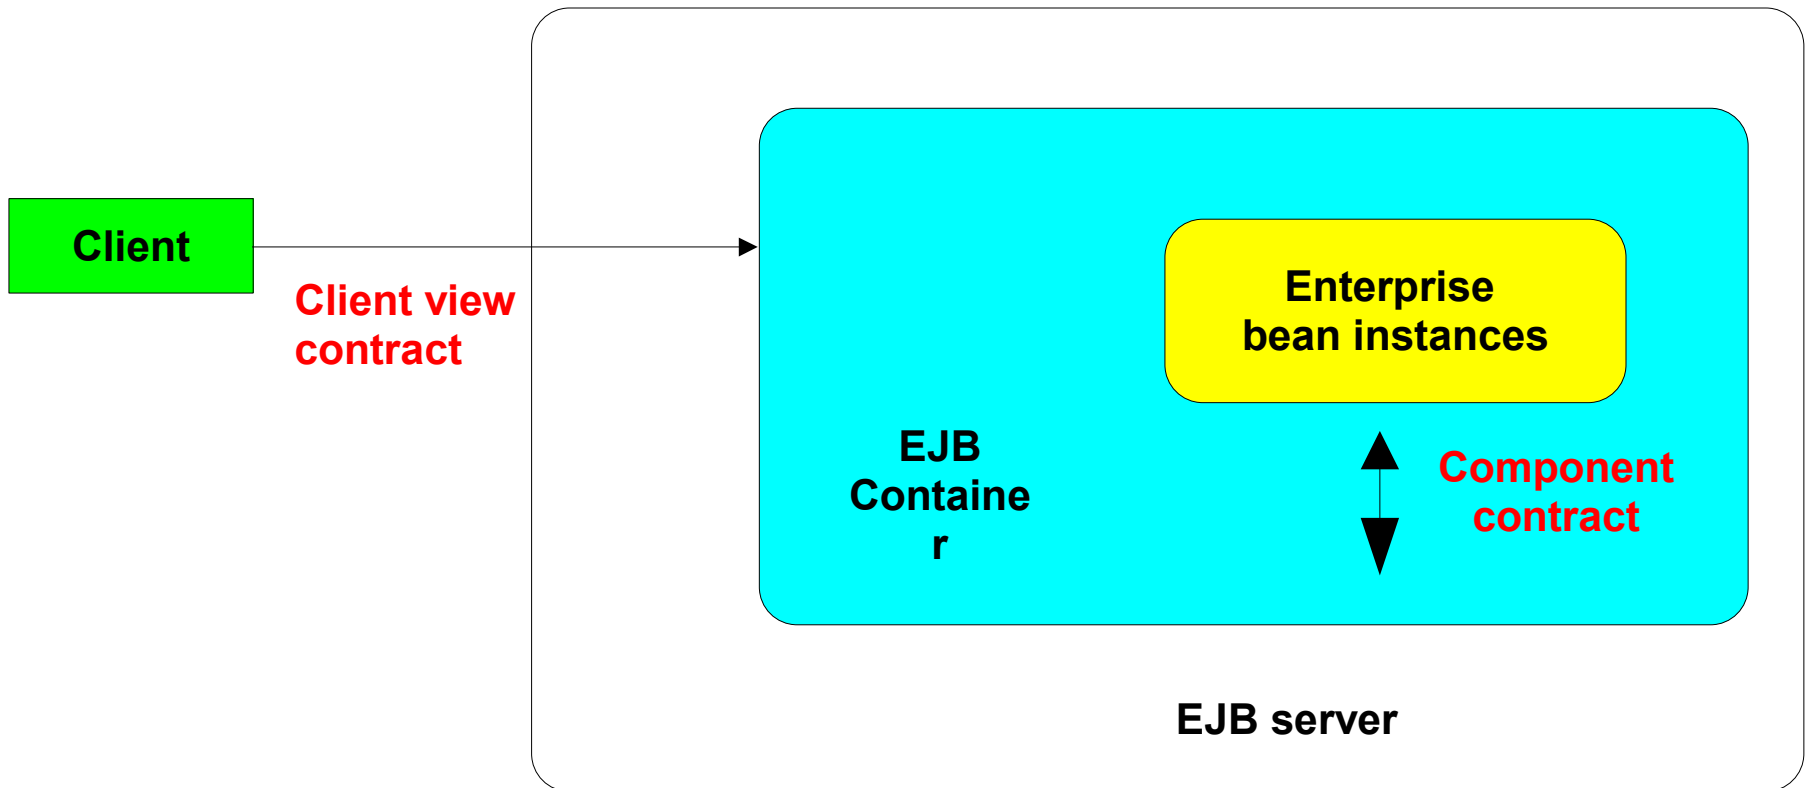 Client
Client view
contract
Enterprise
bean instances
EJB
Containe
r
Component
contract
EJB server